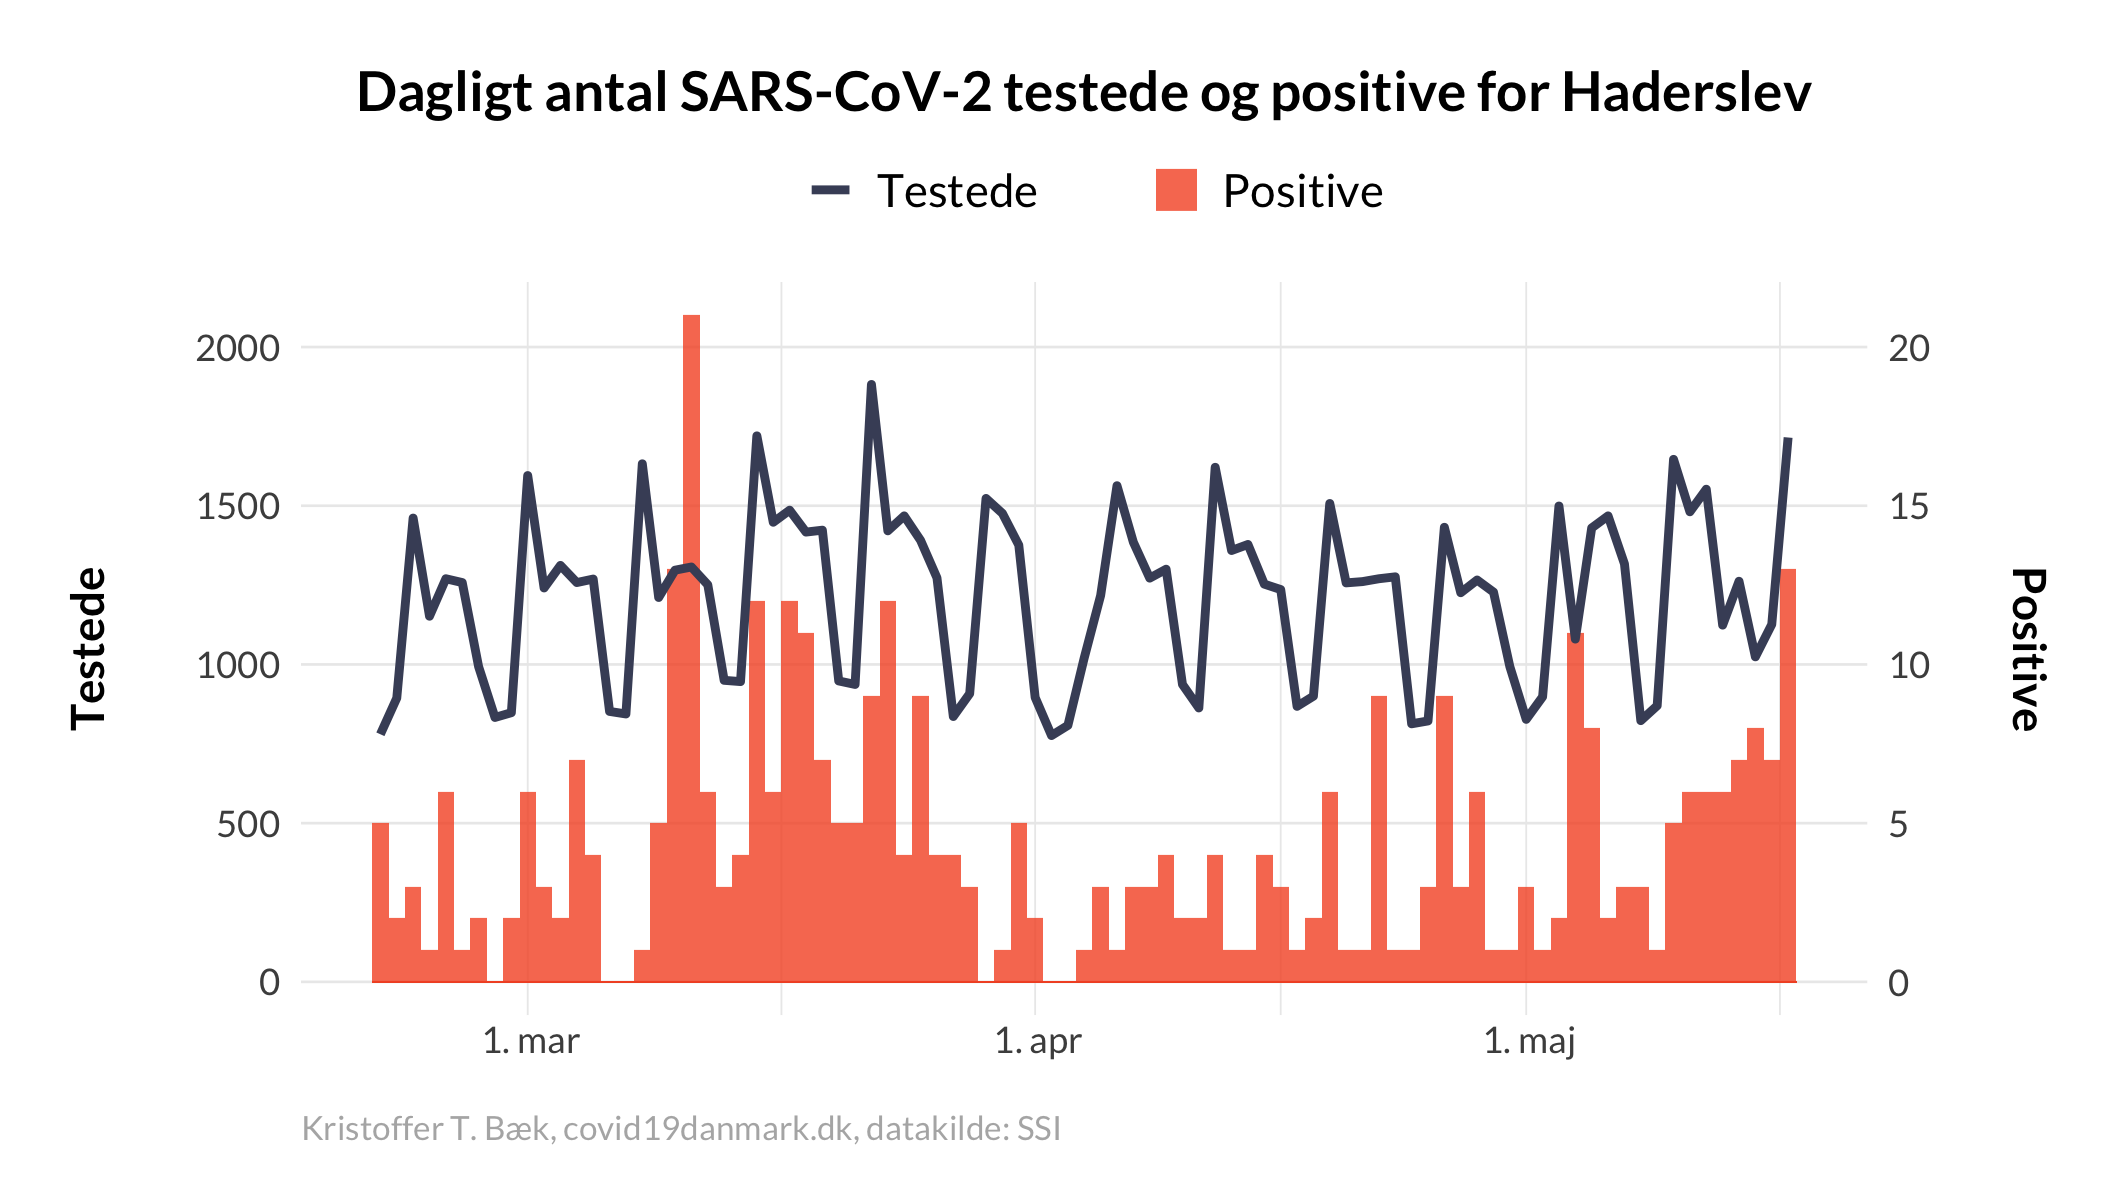 Dagligt antal SARS-CoV-2 testede og positive for Haderslev
Testede
Positive
2000
1500
1000
500
0
Testede
20
15
10
5
0
Positive
1. mar
1. apr
1. maj
Kristoffer T. Bæk, covid19danmark.dk, datakilde: SSI